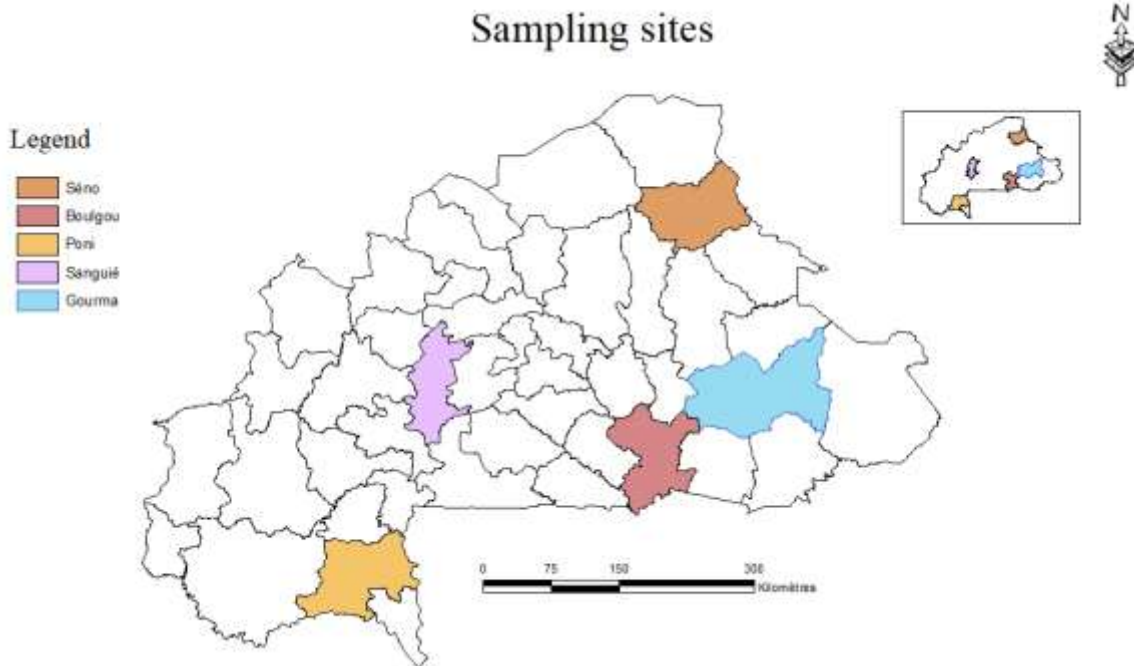 Sampling sites
N
Legend
Séno
Boulgou
Poni
Sanguié
Gourma
0 75 150 300
Kilomètres